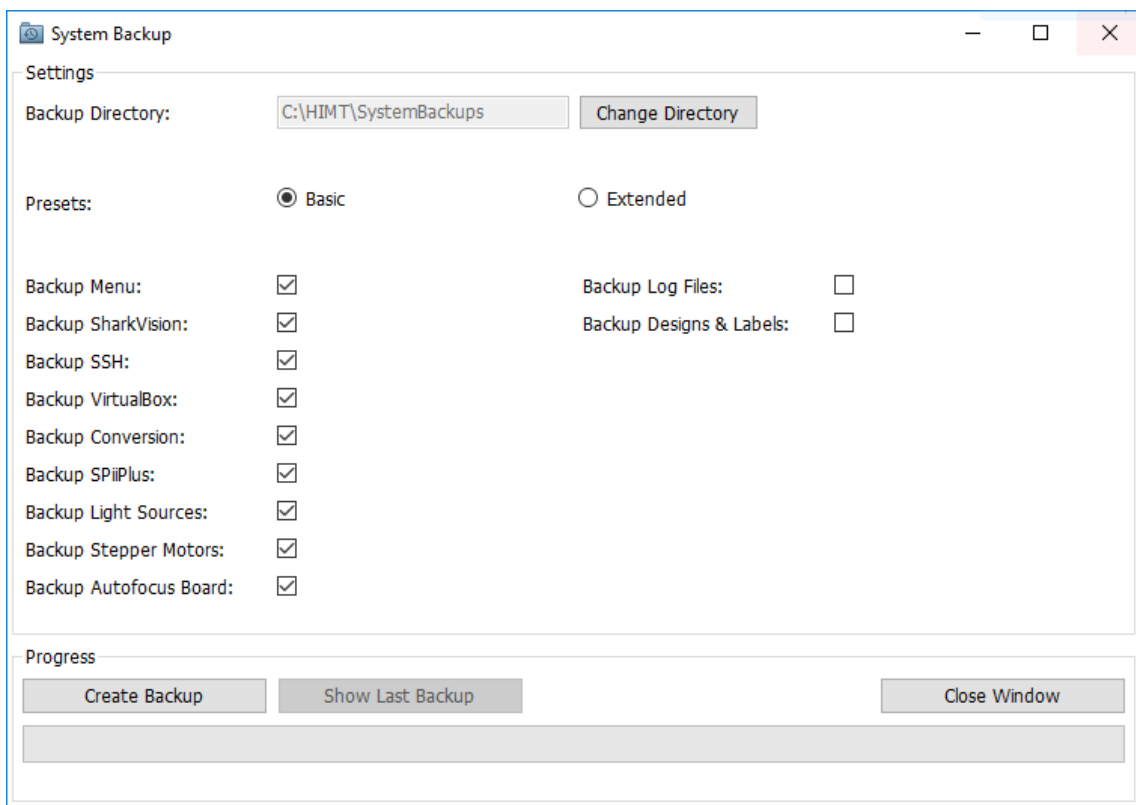 System Backup
Settings
Backup Directory: C:\HIMT\SystemBackups Change Directory
Presets: Basic Extended
Backup Menu: Backup Log Files:
Backup SharkVision: Backup Designs & Labels:
Backup SSH:
Backup VirtualBox:
Backup Conversion:
Backup SPiiPlus:
Backup Light Sources:
Backup Stepper Motors:
Backup Autofocus Board:
Progress
Create Backup Show Last Backup Close Window